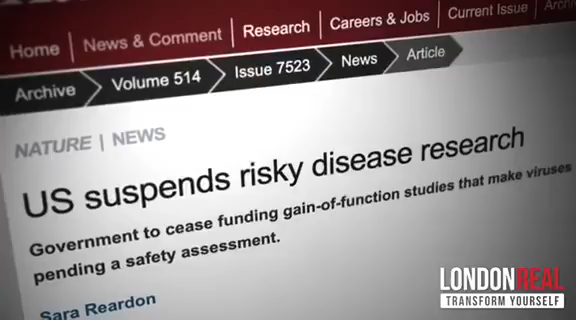 Home News & Comment Research Careers & Jobs Current Issue
Archive Volume 514 Issue 7523 News Article
NATURE | NEWS
US suspends risky disease research
Government to cease funding gain-of-function studies that make viruses
pending a safety assessment.
Sara Reardon
LONDONREAL
TRANSFORM YOURSELF